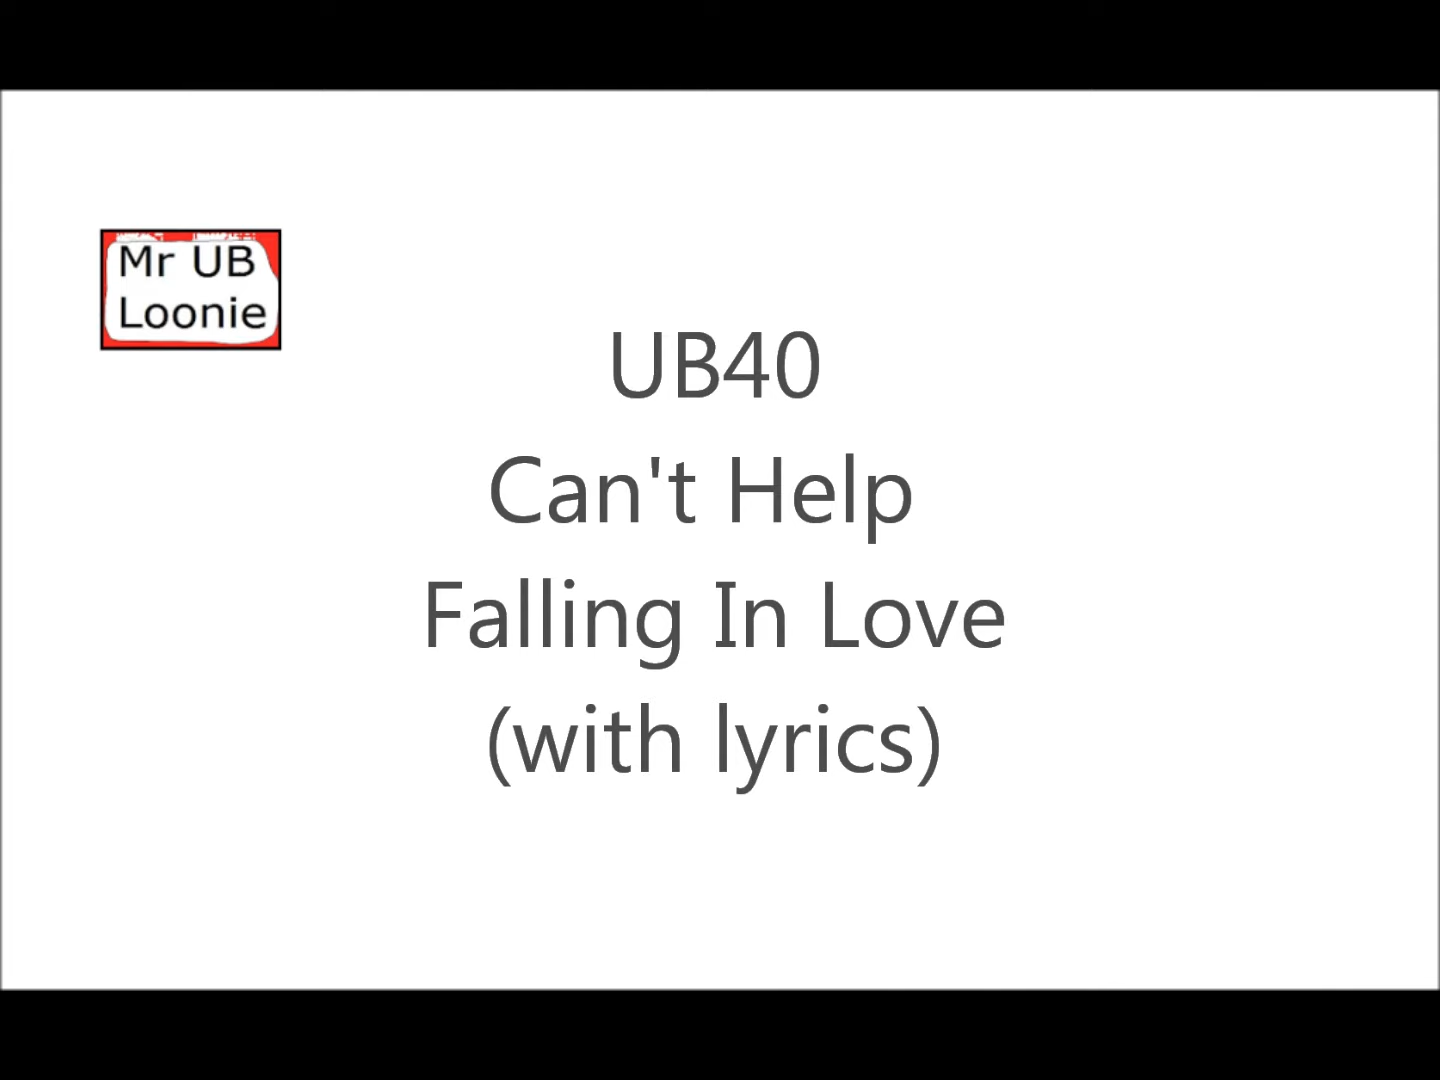 Mr UB
Loonie
UB40
Can't Help
Falling In Love
(with lyrics)